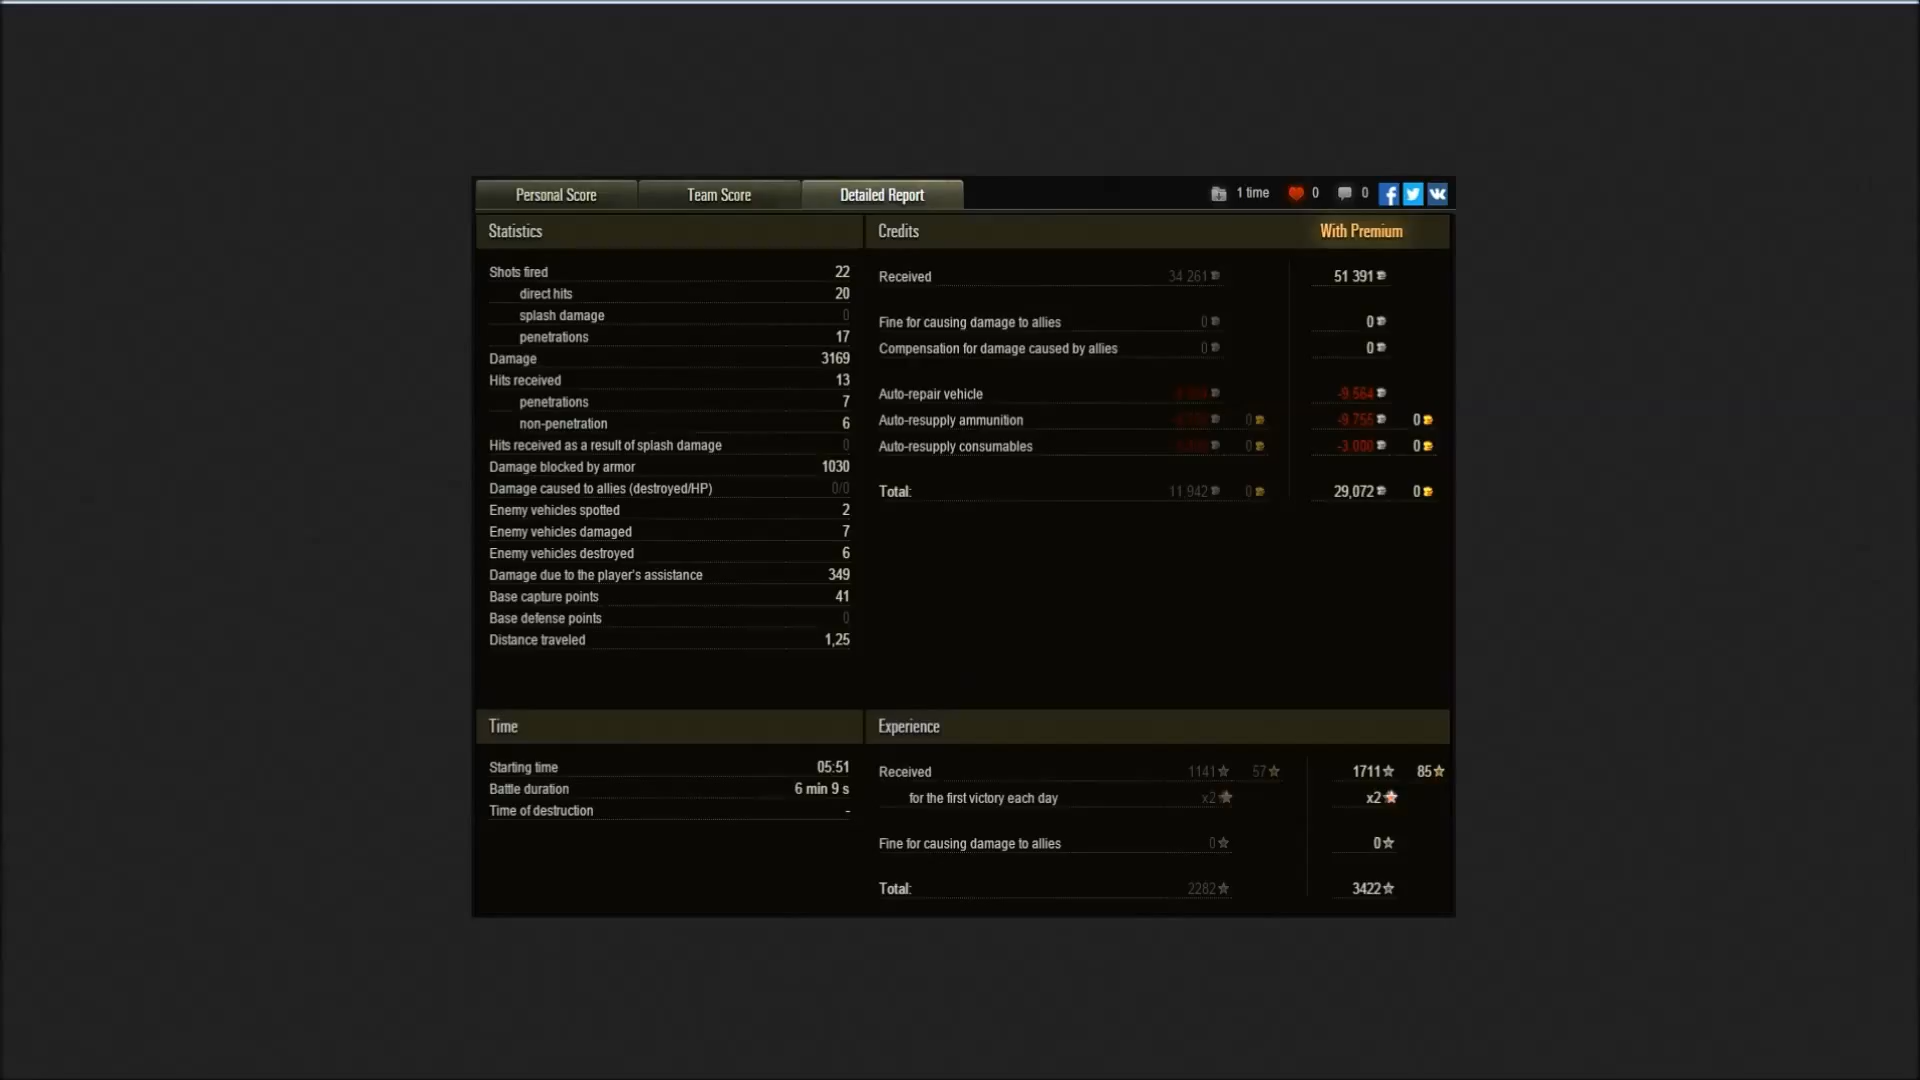 Personal Score Team Score Detailed Report 1 time 0 0
Statistics
Shots fired 22
direct hits 20
splash damage 0
penetrations 17
Damage 3169
Hits received 13
penetrations 7
non-penetration 6
Hits received as a result of splash damage 0
Damage blocked by armor 1030
Damage caused to allies (destroyed/HP) 0/0
Enemy vehicles spotted 2
Enemy vehicles damaged 7
Enemy vehicles destroyed 6
Damage due to the player's assistance 349
Base capture points 41
Base defense points 0
Distance traveled 1,25
Credits With Premium
Received 34 261 51 391
Fine for causing damage to allies 0 0
Compensation for damage caused by allies 0 0
Auto-repair vehicle -9 564
Auto-resupply ammunition 0 -9 755 0
Auto-resupply consumables 0 -3 000 0
Total: 11,942 0 29,072 0
Time
Starting time 05:51
Battle duration 6 min 9 s
Time of destruction -
Experience
Received 1141 57 1711 85
for the first victory each day x2 x2
Fine for causing damage to allies 0 0
Total: 2282 3422